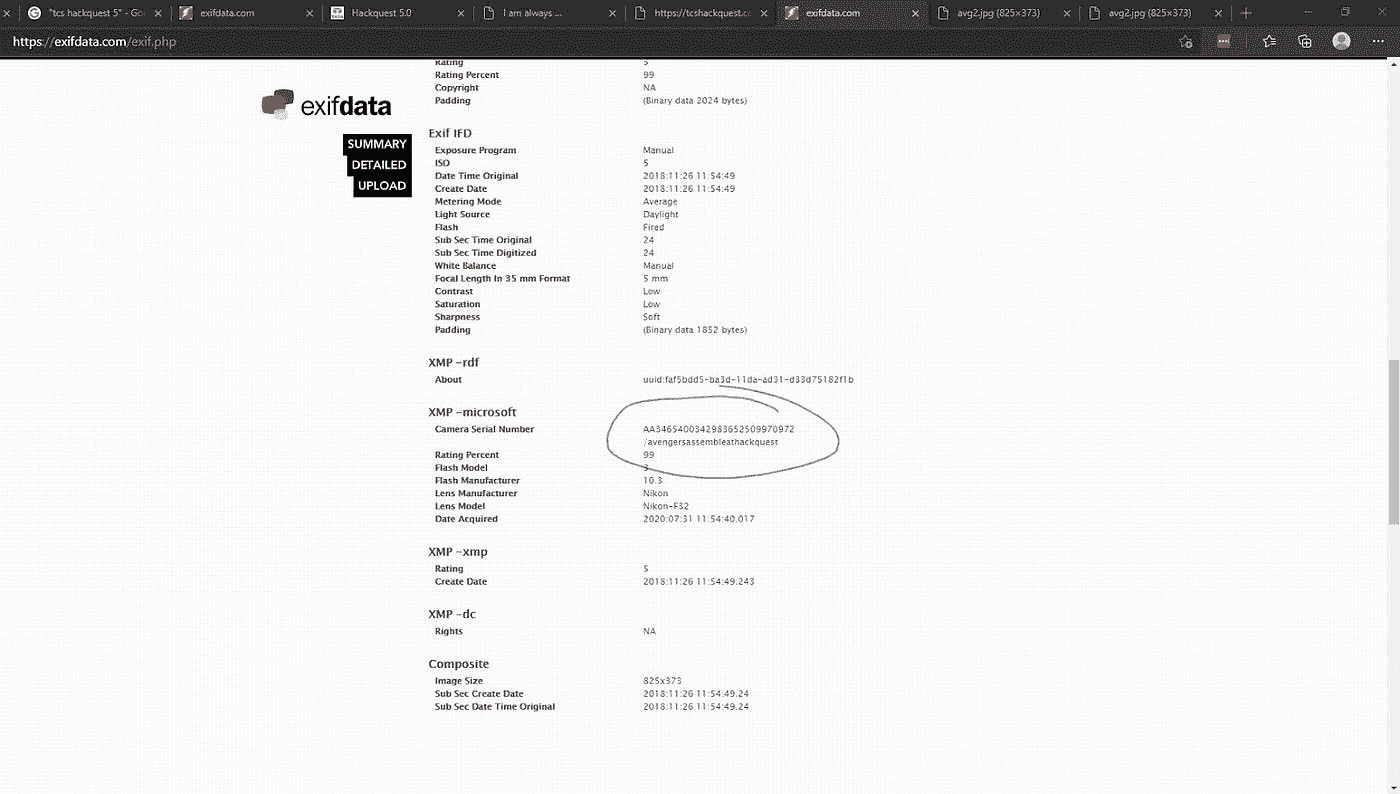 "tcs hackquest 5" - Go
exifdata.com
Hackquest 5.0
I am always ...
https://tcshackquest.c
exifdata.com
avg2.jpg (825×373)
avg2.jpg (825×373)
https://exifdata.com/exif.php
exifdata
SUMMARY
DETAILED
UPLOAD
Rating 5
Rating Percent 99
Copyright NA
Padding (Binary data 2024 bytes)
Exif IFD
Exposure Program Manual
ISO 5
Date Time Original 2018:11:26 11:54:49
Create Date 2018:11:26 11:54:49
Metering Mode Average
Light Source Daylight
Flash Fired
Sub Sec Time Original 24
Sub Sec Time Digitized 24
White Balance Manual
Focal Length In 35 mm Format 5 mm
Contrast Low
Saturation Low
Sharpness Soft
Padding (Binary data 1852 bytes)
XMP -rdf
About uuid:faf5bdd5-ba3d-11da-ad31-d33d75182f1b
XMP -microsoft
Camera Serial Number AA3465400342983652509970972
/avengersassembleathackquest
Rating Percent 99
Flash Model 3
Flash Manufacturer 10.3
Lens Manufacturer Nikon
Lens Model Nikon-F32
Date Acquired 2020:07:31 11:54:40.017
XMP -xmp
Rating 5
Create Date 2018:11:26 11:54:49.243
XMP -dc
Rights NA
Composite
Image Size 825x373
Sub Sec Create Date 2018:11:26 11:54:49.24
Sub Sec Date Time Original 2018:11:26 11:54:49.24